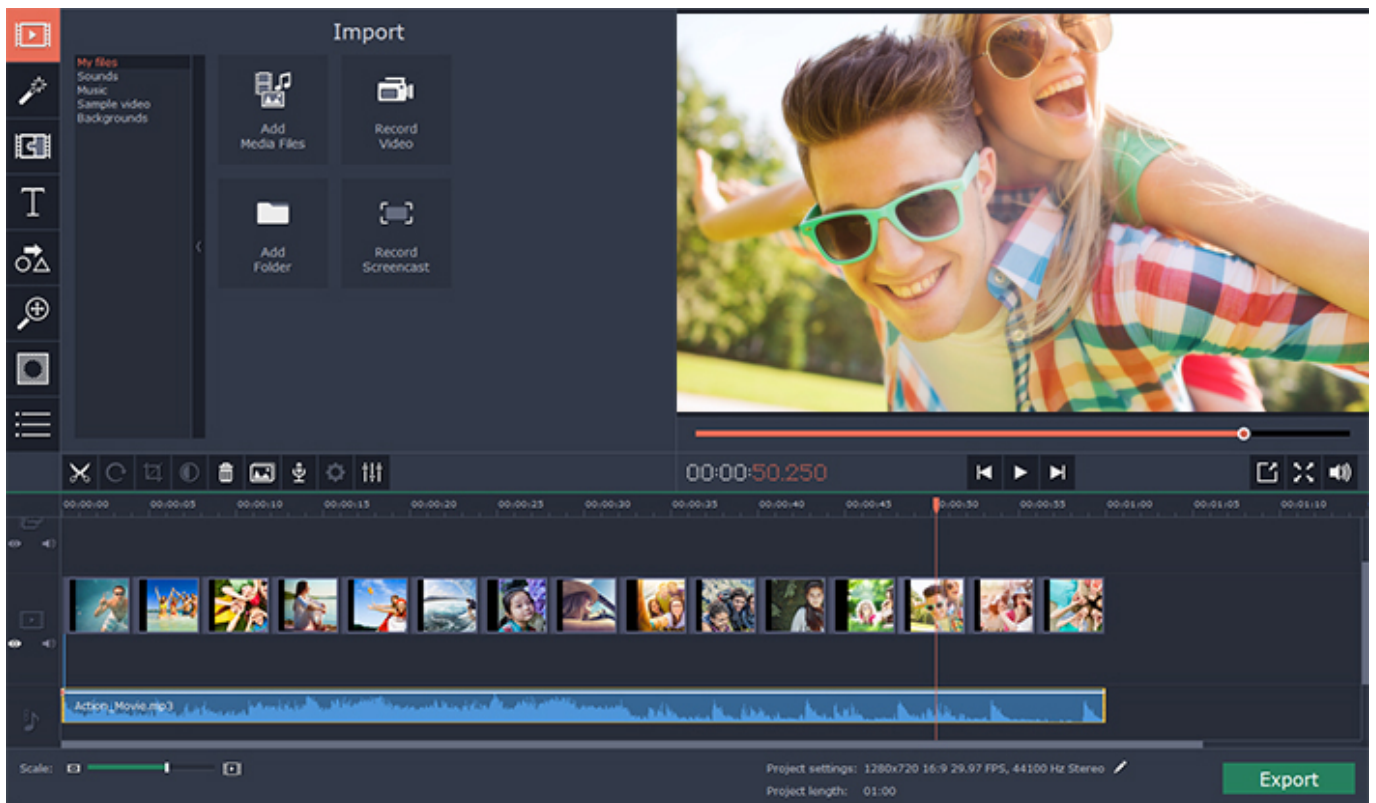 Import
My files
Sounds
Music
Sample video
Backgrounds
Add
Media Files
Record
Video
Add
Folder
Record
Screencast
00:00:50.250
00:00:00 00:00:05 00:00:10 00:00:15 00:00:20 00:00:25 00:00:30 00:00:35 00:00:40 00:00:45 00:00:50 00:00:55 00:01:00 00:01:05 00:01:10
Action_Movie.mp3
Scale:
Project settings: 1280x720 16:9 29.97 FPS, 44100 Hz Stereo
Project length: 01:00
Export